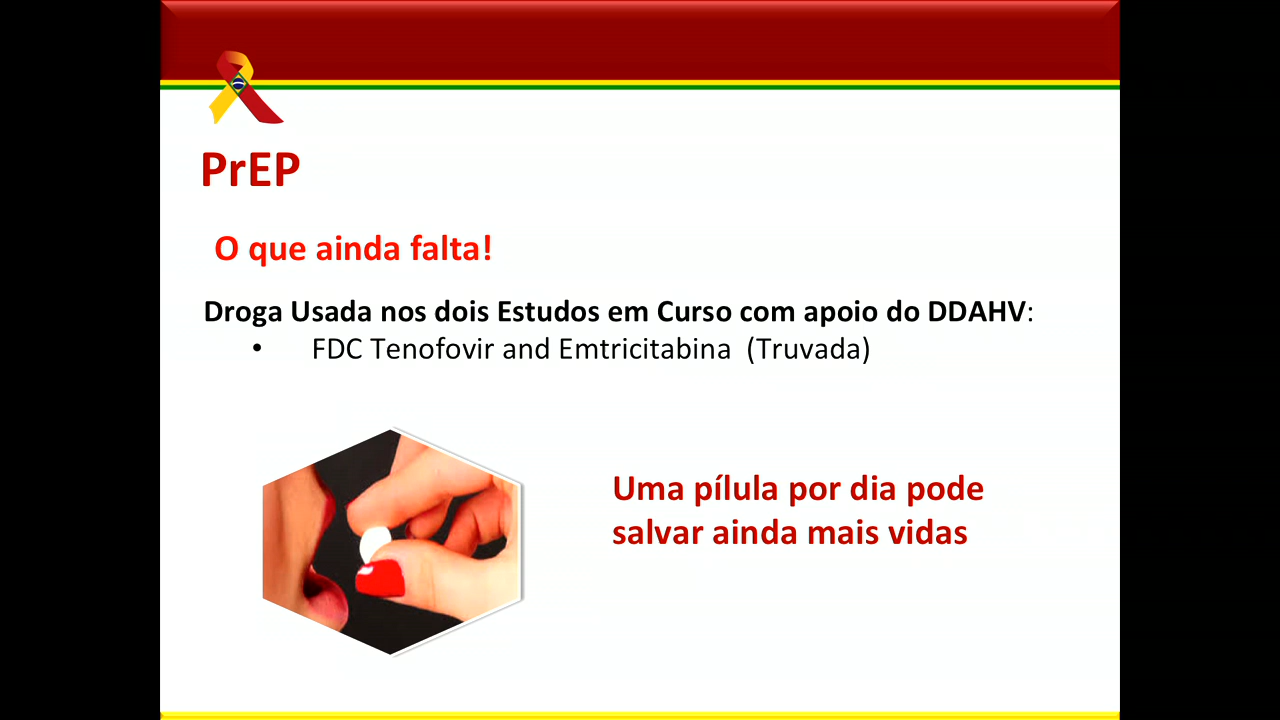 PrEP
O que ainda falta!
Droga Usada nos dois Estudos em Curso com apoio do DDAHV:
• FDC Tenofovir and Emtricitabina (Truvada)
Uma pílula por dia pode
salvar ainda mais vidas